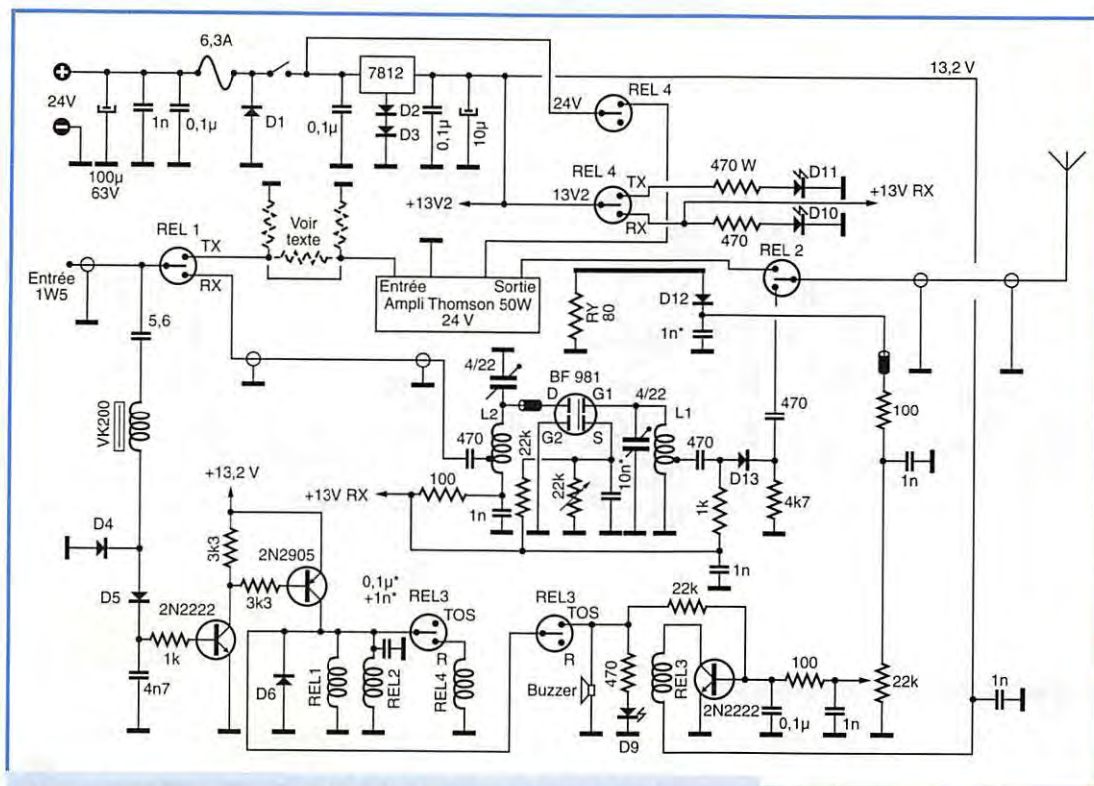 6,3A
7812
13,2 V
REL 4
24V
24V
1n
0,1µ
D1
0,1µ
D2
D3
0,1µ
10µ
100µ
63V
REL 4
TX
470 W
D11
+13V RX
13V2
+13V2
RX
470
D10
REL 1
TX
Voir
texte
REL 2
Entrée
1W5
RX
Entrée
Sortie
Ampli Thomson 50W
24 V
RY
80
D12
1n*
5,6
4/22
BF 981
4/22
100
L2
D
G1
L1
G2
S
470
VK200
470
22k
470
10n*
D13
1n
+13,2 V
+13V RX
100
22k
1k
4k7
1n
D4
3k3
2N2905
1n
D5
2N2222
3k3
0,1µ*
+1n*
REL3
TOS
REL3
TOS
22k
1k
R
R
470
REL3
100
22k
1n
4n7
D6
REL1
REL2
REL4
Buzzer
2N2222
D9
0,1µ
1n